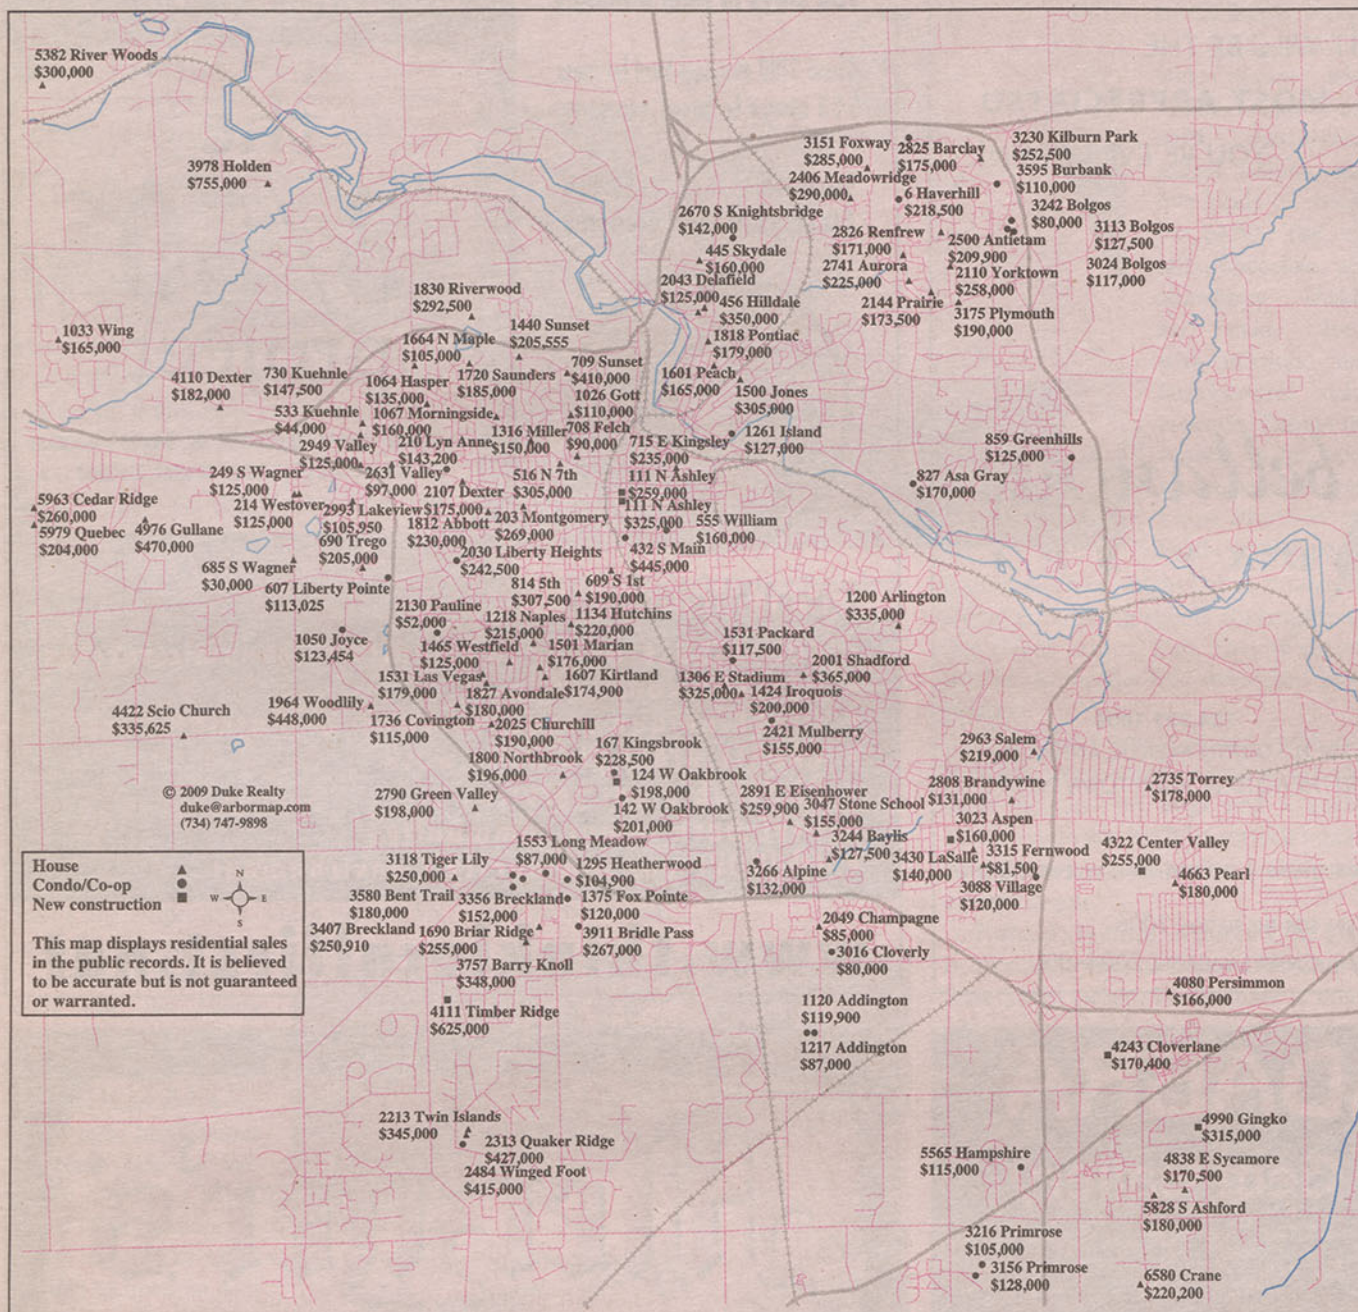 5382 River Woods
$300,000
3978 Holden
$755,000
3151 Foxway
$285,000
2825 Barclay
$175,000
3230 Kilburn Park
$252,500
2406 Meadowridge
$290,000
6 Haverhill
$218,500
3595 Burbank
$110,000
3242 Bolgos
$80,000
3113 Bolgos
$127,500
2670 S Knightsbridge
$142,000
2826 Renfrew
$171,000
2500 Antietam
$209,900
3024 Bolgos
$117,000
445 Skydale
$160,000
2741 Aurora
$225,000
2110 Yorktown
$258,000
2043 Delafield
$125,000
456 Hilldale
$350,000
2144 Prairie
$173,500
3175 Plymouth
$190,000
1830 Riverwood
$292,500
1033 Wing
$165,000
1440 Sunset
$205,555
1664 N Maple
$105,000
1818 Pontiac
$179,000
709 Sunset
$410,000
4110 Dexter
$182,000
730 Kuehnle
$147,500
1064 Hasper
$135,000
1720 Saunders
$185,000
1601 Peach
$165,000
1500 Jones
$305,000
1026 Gott
$110,000
533 Kuehnle
$44,000
1067 Morningside
$160,000
1316 Miller
$150,000
708 Felch
$90,000
1261 Island
$127,000
2949 Valley
$125,000
210 Lyn Anne
$143,200
715 E Kingsley
$235,000
859 Greenhills
$125,000
249 S Wagner
$125,000
2631 Valley
$97,000
516 N 7th
$305,000
111 N Ashley
$259,000
827 Asa Gray
$170,000
5963 Cedar Ridge
$260,000
214 Westover
$125,000
2993 Lakeview
$105,950
2107 Dexter
$175,000
111 N Ashley
$325,000
4976 Gullane
$470,000
5979 Quebec
$204,000
1812 Abbott
$230,000
203 Montgomery
$269,000
555 William
$160,000
690 Trego
$205,000
2030 Liberty Heights
$242,500
432 S Main
$445,000
685 S Wagner
$30,000
607 Liberty Pointe
$113,025
814 5th
$307,500
609 S 1st
$190,000
1200 Arlington
$335,000
2130 Pauline
$52,000
1218 Naples
$215,000
1134 Hutchins
$220,000
1050 Joyce
$123,454
1465 Westfield
$125,000
1501 Marian
$176,000
1531 Packard
$117,500
2001 Shadford
$365,000
1531 Las Vegas
$179,000
1607 Kirtland
$174,900
1306 E Stadium
$325,000
1424 Iroquois
$200,000
1964 Woodlily
$448,000
1827 Avondale
$180,000
4422 Scio Church
$335,625
1736 Covington
$115,000
2025 Churchill
$190,000
2421 Mulberry
$155,000
167 Kingsbrook
$228,500
2963 Salem
$219,000
1800 Northbrook
$196,000
124 W Oakbrook
$198,000
2735 Torrey
$178,000
© 2009 Duke Realty
duke@arbormap.com
(734) 747-9898
2790 Green Valley
$198,000
142 W Oakbrook
$201,000
2891 E Eisenhower
$259,900
3047 Stone School
$155,000
2808 Brandywine
$131,000
3023 Aspen
$160,000
1553 Long Meadow
$87,000
3244 Baylis
$127,500
4322 Center Valley
$255,000
3118 Tiger Lily
$250,000
1295 Heatherwood
$104,900
3266 Alpine
$132,000
3430 LaSalle
$140,000
3315 Fernwood
$81,500
4663 Pearl
$180,000
3088 Village
$120,000
3580 Bent Trail
$180,000
3356 Breckland
$152,000
1375 Fox Pointe
$120,000
3407 Breckland
$250,910
1690 Briar Ridge
$255,000
3911 Bridle Pass
$267,000
2049 Champagne
$85,000
3016 Cloverly
$80,000
3757 Barry Knoll
$348,000
4080 Persimmon
$166,000
4111 Timber Ridge
$625,000
1120 Addington
$119,900
1217 Addington
$87,000
4243 Cloverlane
$170,400
House
Condo/Co-op
New construction
N
W
E
S
This map displays residential sales
in the public records. It is believed
to be accurate but is not guaranteed
or warranted.
2213 Twin Islands
$345,000
2313 Quaker Ridge
$427,000
2484 Winged Foot
$415,000
4990 Gingko
$315,000
5565 Hampshire
$115,000
4838 E Sycamore
$170,500
5828 S Ashford
$180,000
3216 Primrose
$105,000
3156 Primrose
$128,000
6580 Crane
$220,200